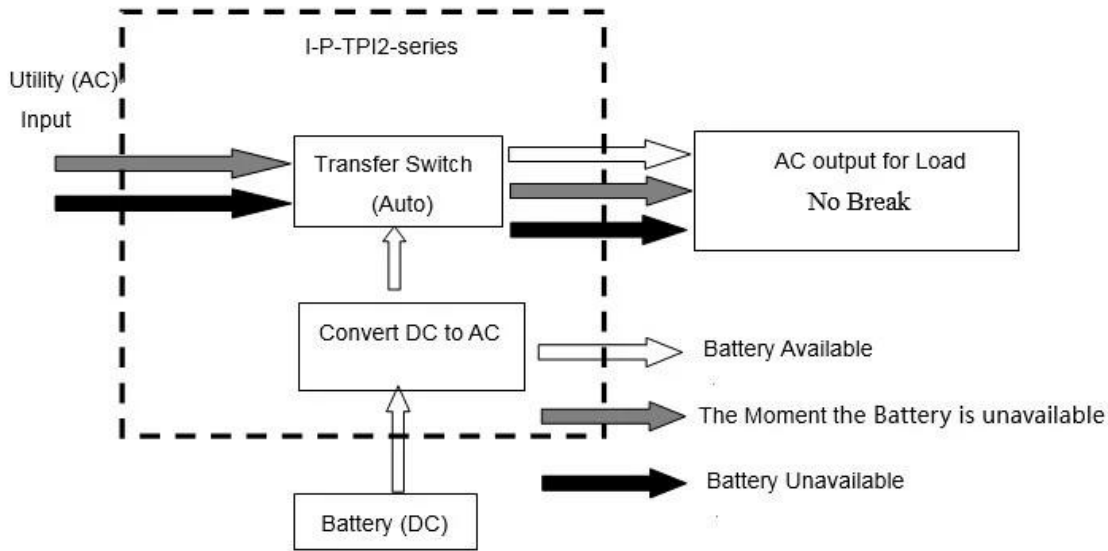 I-P-TPI2-series
Utility (AC)
Input
Transfer Switch
(Auto)
AC output for Load
No Break
Convert DC to AC
Battery Available
The Moment the Battery is unavailable
Battery Unavailable
Battery (DC)